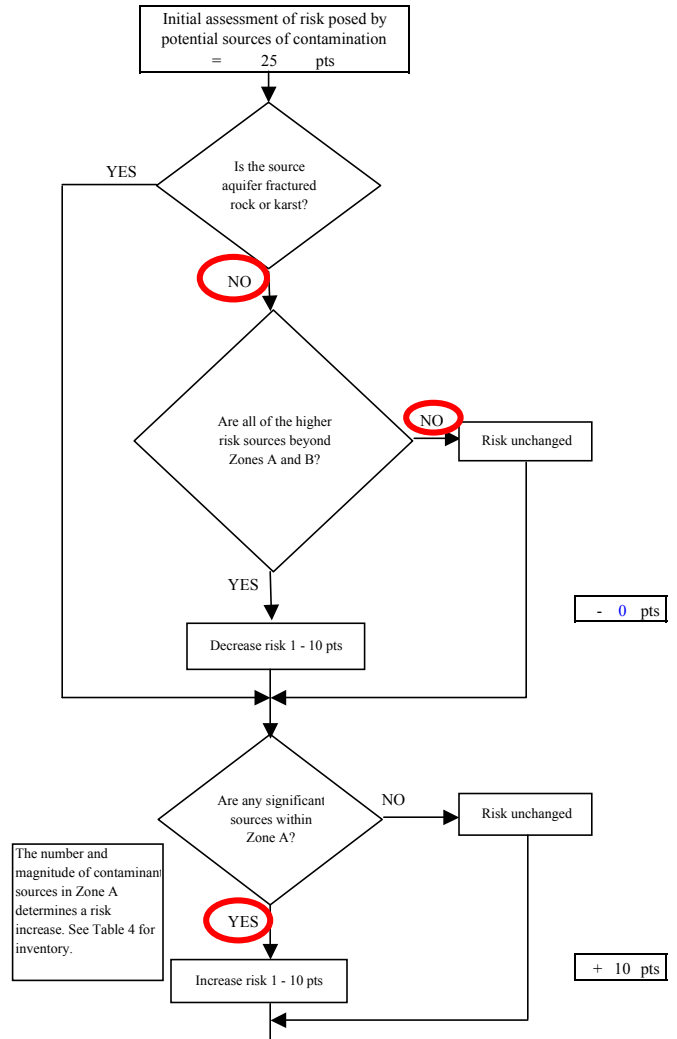 Initial assessment of risk posed by
potential sources of contamination
= 25 pts
YES
Is the source
aquifer fractured
rock or karst?
NO
Are all of the higher
risk sources beyond
Zones A and B?
NO
Risk unchanged
YES
- 0 pts
Decrease risk 1 - 10 pts
Are any significant
sources within
Zone A?
NO
Risk unchanged
The number and
magnitude of contaminant
sources in Zone A
determines a risk
increase. See Table 4 for
inventory.
YES
+ 10 pts
Increase risk 1 - 10 pts